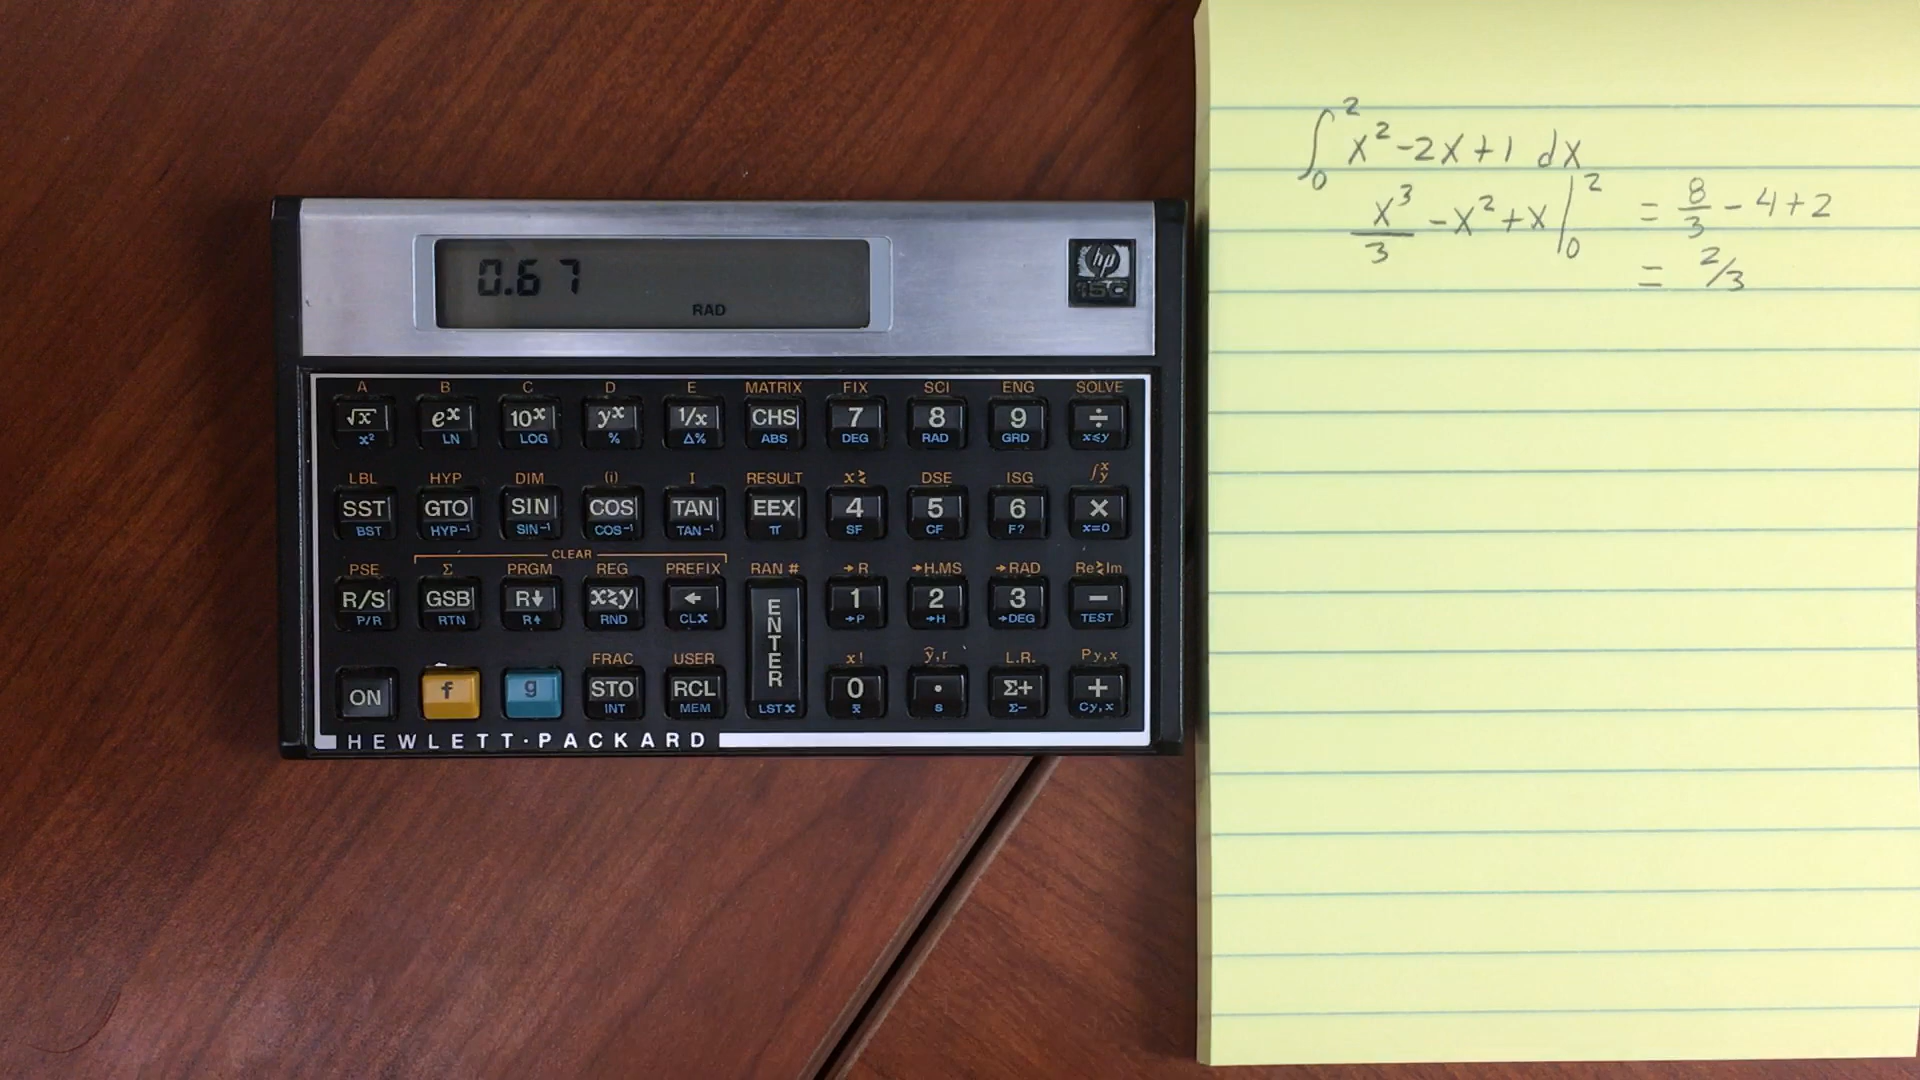 0.67
RAD
hp
15C
A B C D E MATRIX FIX SCI ENG SOLVE
√x eˣ 10ˣ yˣ 1/x CHS 7 8 9 ÷
x² LN LOG % Δ% ABS DEG RAD GRD x≤y
LBL HYP DIM (i) I RESULT x≷ DSE ISG ∫ˣy
SST GTO SIN COS TAN EEX 4 5 6 ×
BST HYP⁻¹ SIN⁻¹ COS⁻¹ TAN⁻¹ π SF CF F? x=0
CLEAR
PSE Σ PRGM REG PREFIX RAN # →R →H.MS →RAD Re≷Im
R/S GSB R↓ x≷y ← ENTER 1 2 3 −
P/R RTN R↑ RND CLx →P →H →DEG TEST
FRAC USER x! ŷ,r L.R. Py,x
ON f g STO RCL 0 . Σ+ +
INT MEM LST x x̄ s Σ− Cy,x
HEWLETT·PACKARD
∫₀² x²-2x+1 dx
x³/3 -x²+x|₀² = 8/3 - 4+2
= 2/3